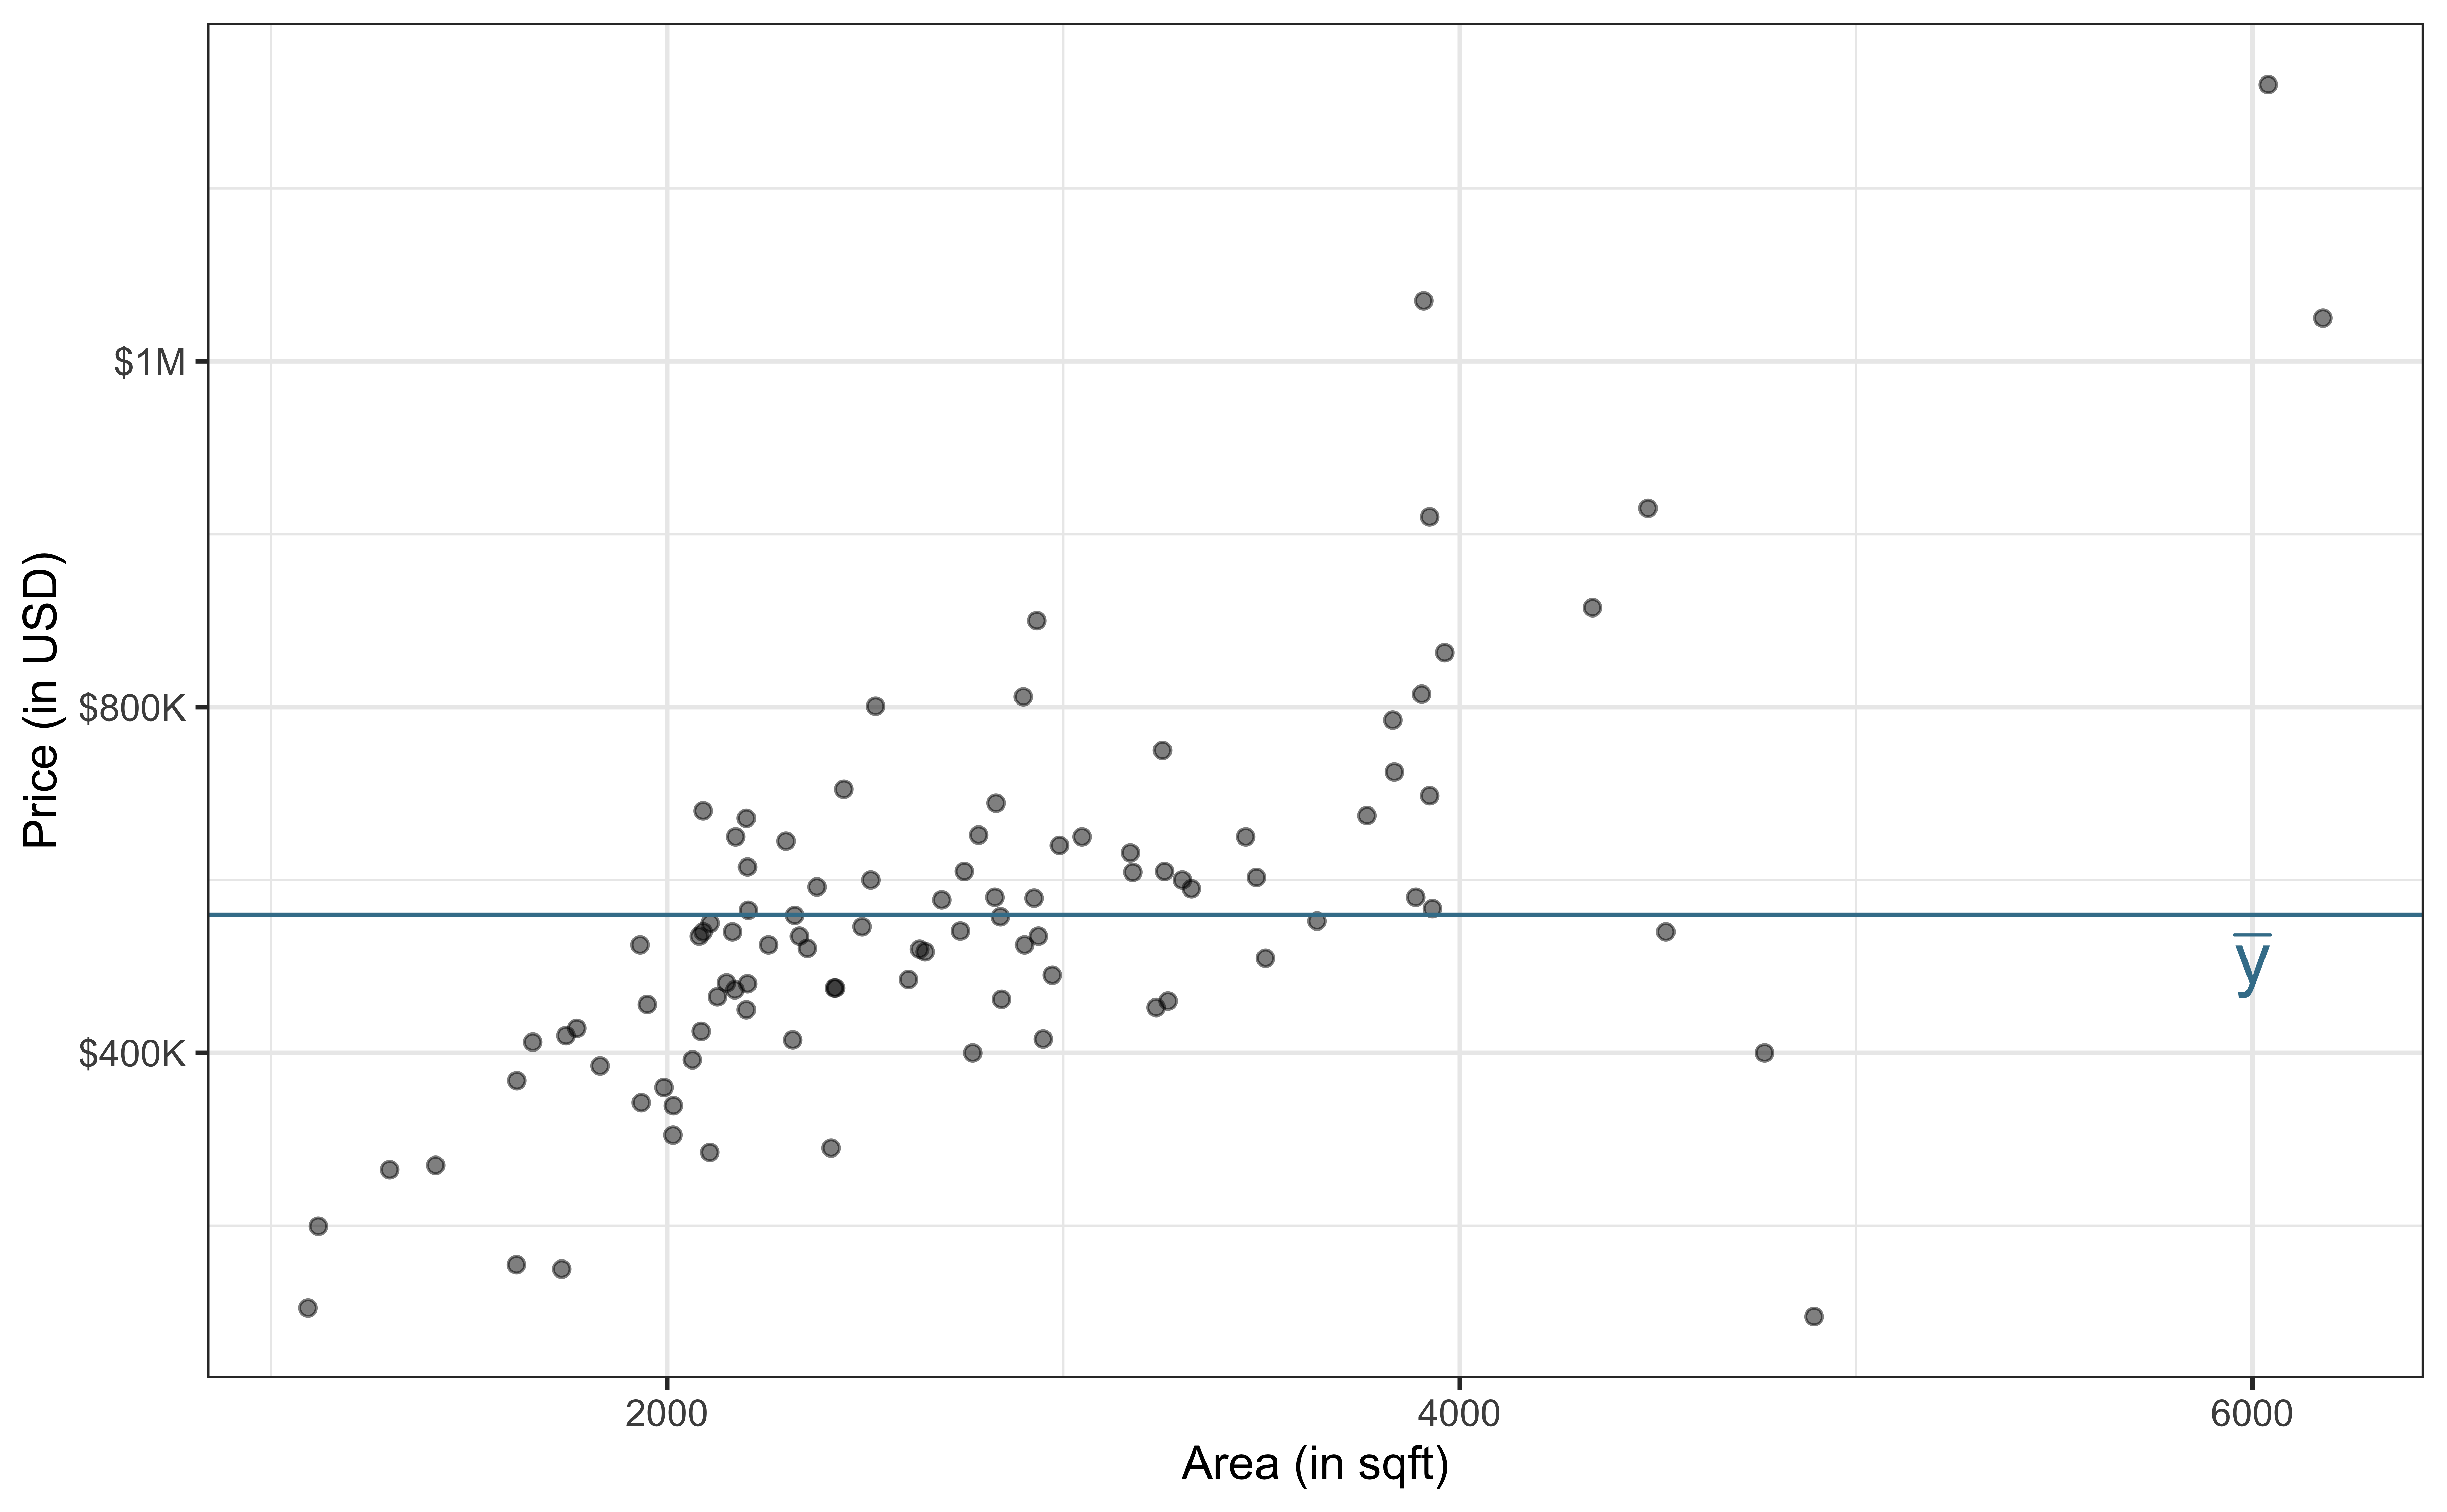 $1M
$800K
$400K
Price (in USD)
y̅
2000
4000
6000
Area (in sqft)